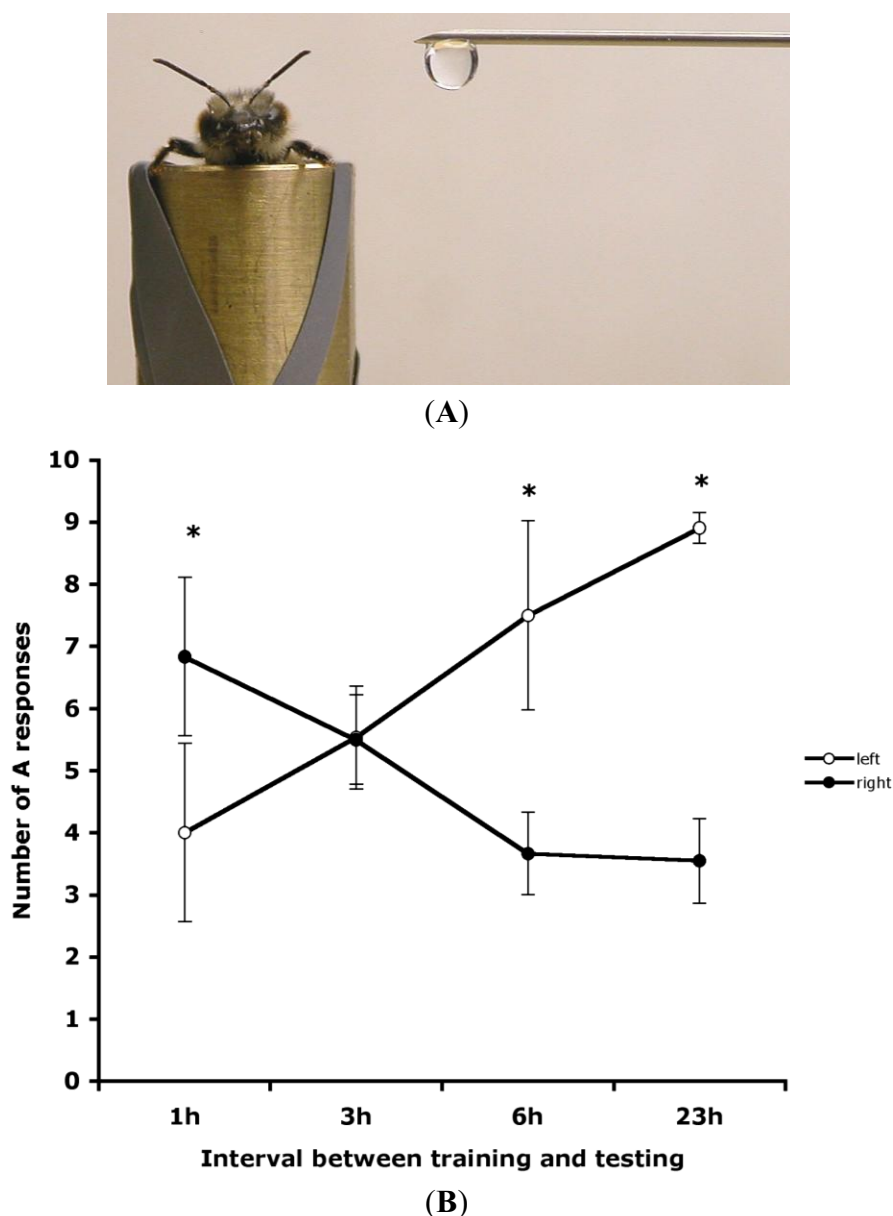 (A)
10
9
8
7
6
5
4
3
2
1
0
Number of A responses
* * *
1h 3h 6h 23h
Interval between training and testing
left
right
(B)